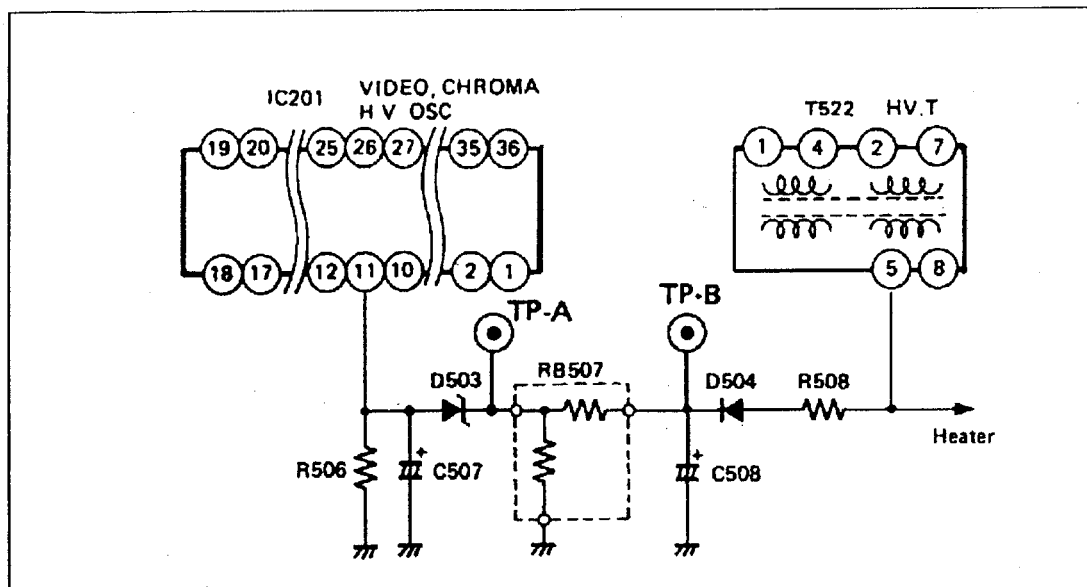 IC201 VIDEO, CHROMA
H V OSC
T522 HV.T
19 20 25 26 27 35 36
1 4 2 7
18 17 12 11 10 2 1
5 8
TP-A
TP-B
D503
RB507
D504
R508
Heater
R506
+
C507
+
C508